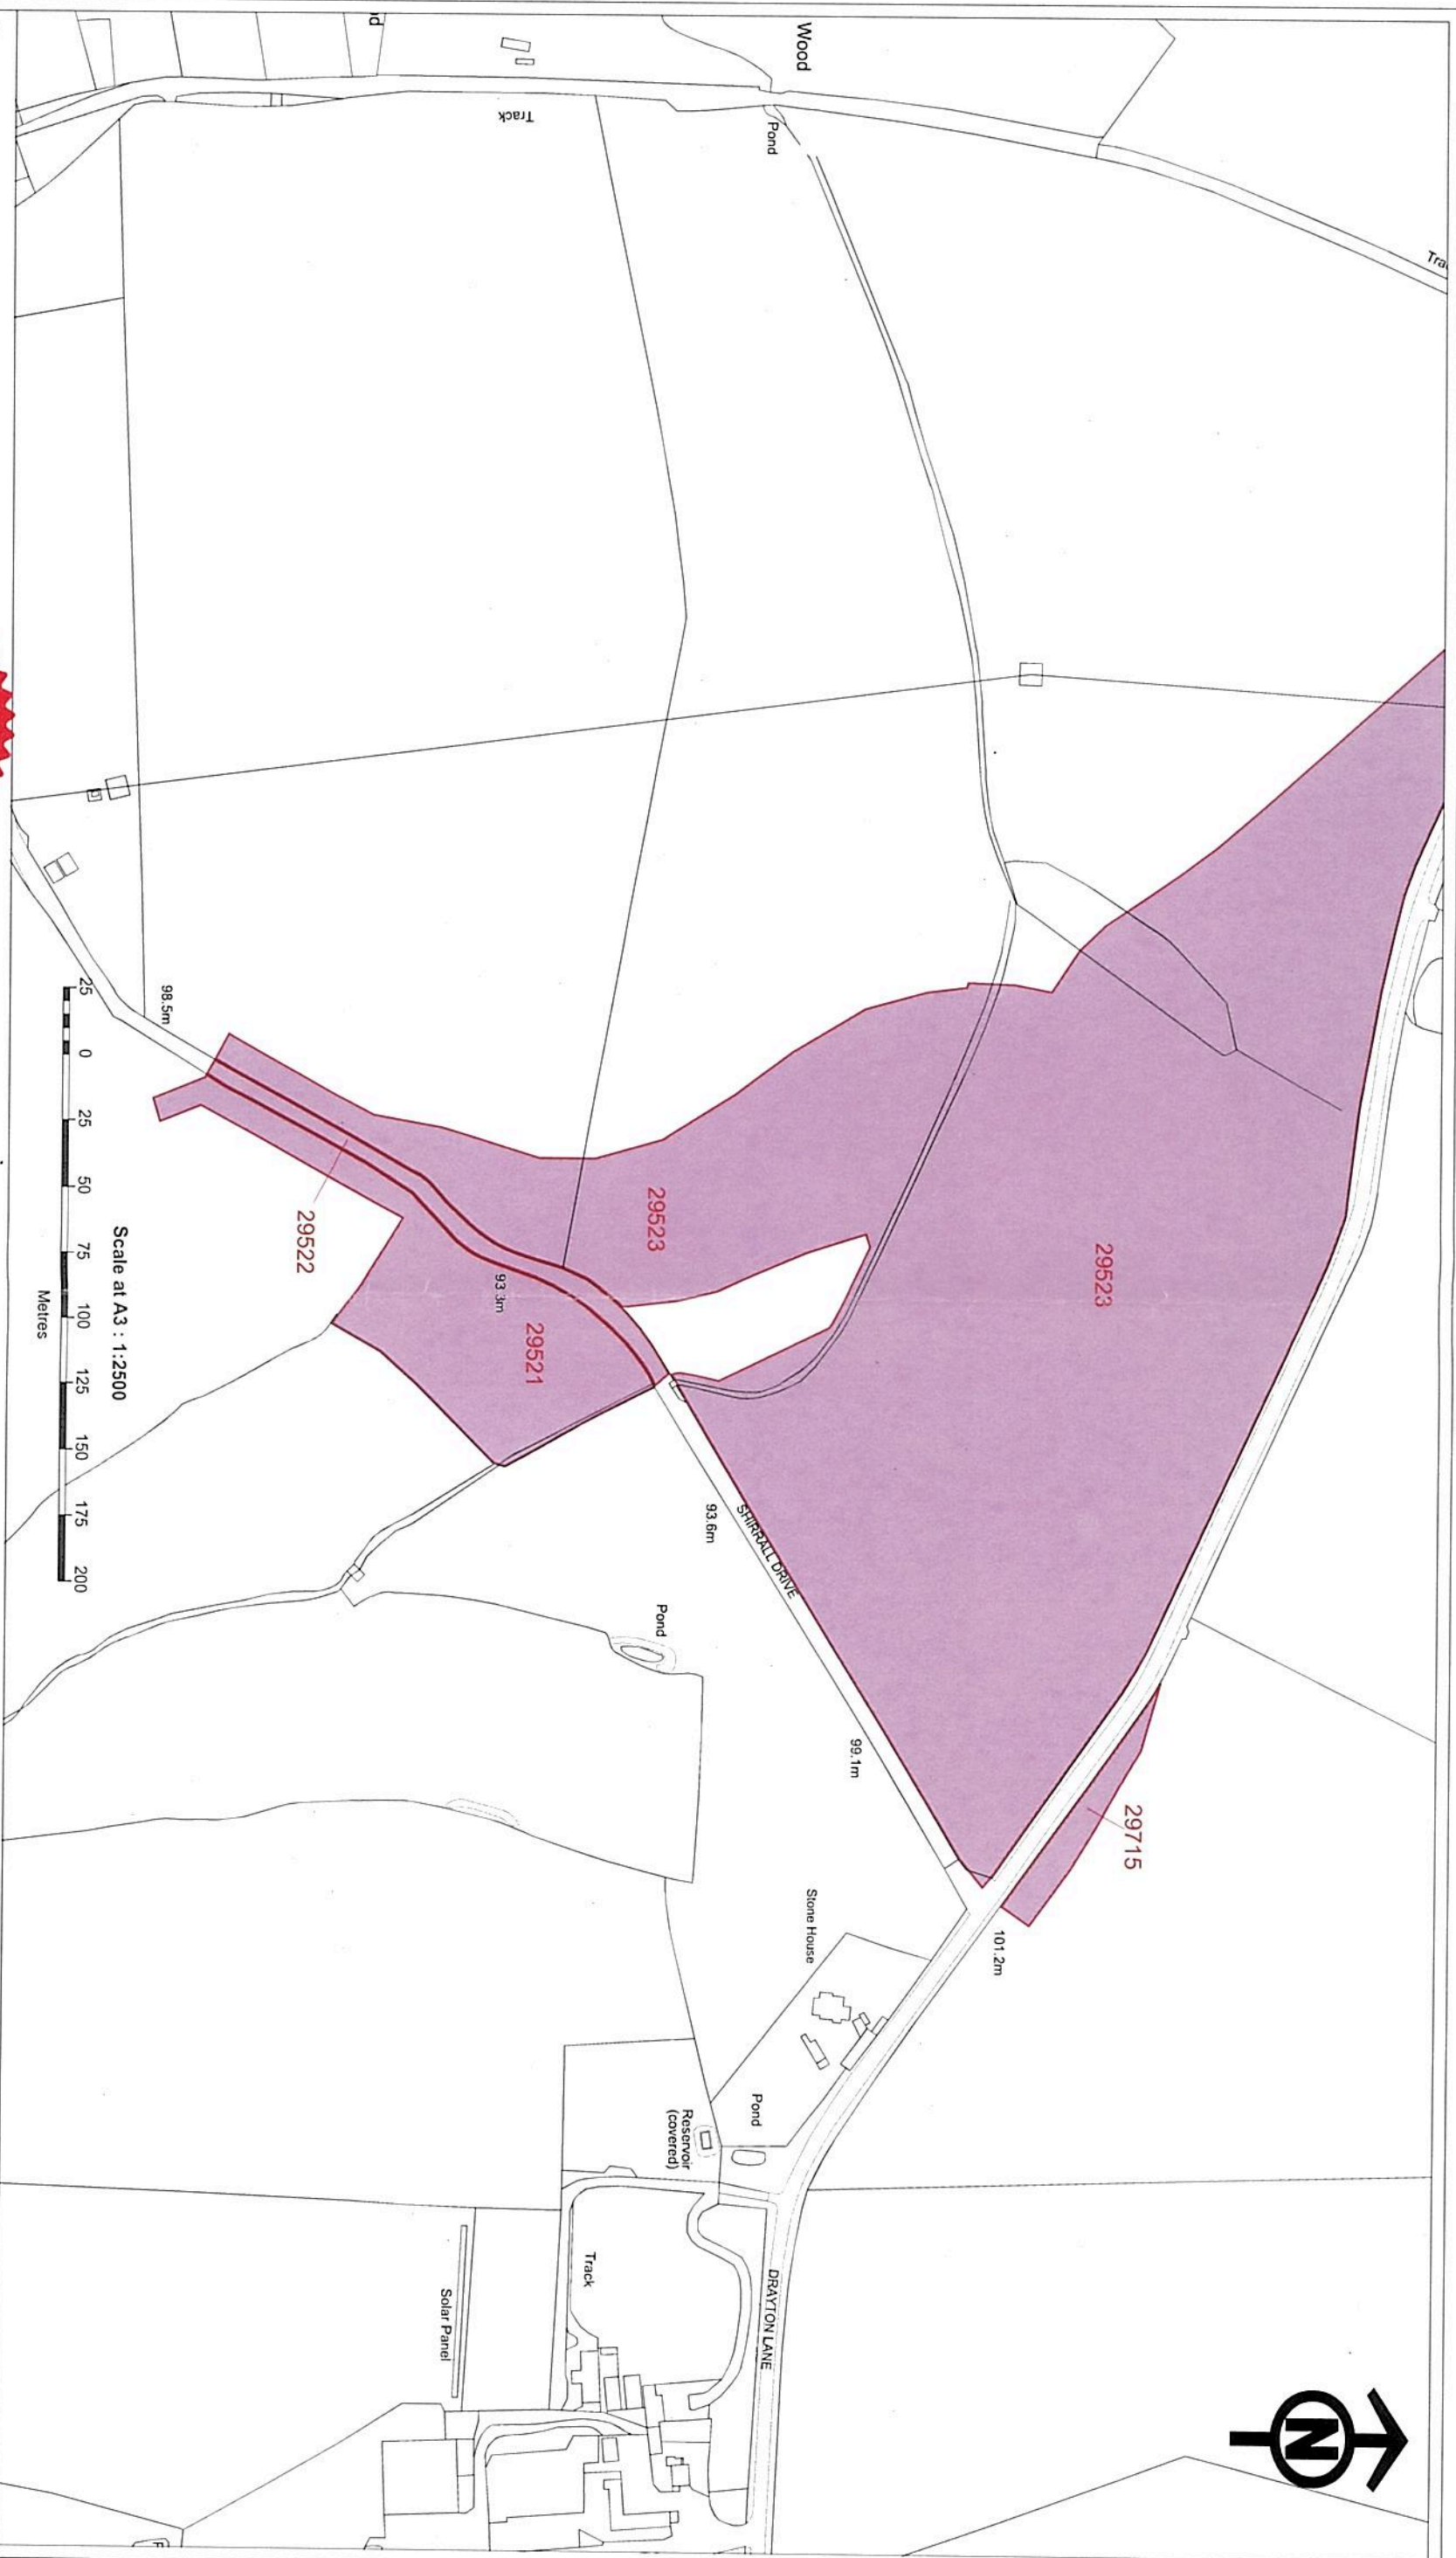 Wood
Track
Pond
Tra
d
29523
29523
29522
29521
29715
98.5m
93.3m
93.6m
SHIRRALL DRIVE
99.1m
101.2m
Pond
Stone House
Pond
Reservoir
(covered)
Track
DRAYTON LANE
Solar Panel
N
Scale at A3 : 1:2500
25 0 25 50 75 100 125 150 175 200
Metres